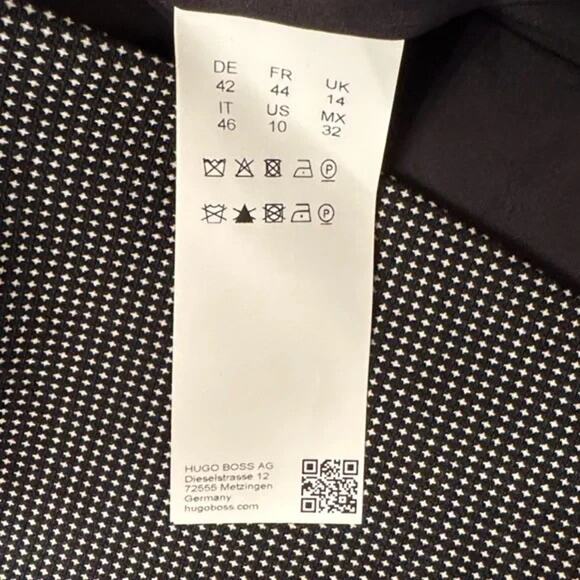 DE FR UK
42 44 14
IT US MX
46 10 32
P
P
HUGO BOSS AG
Dieselstrasse 12
72555 Metzingen
Germany
hugoboss.com